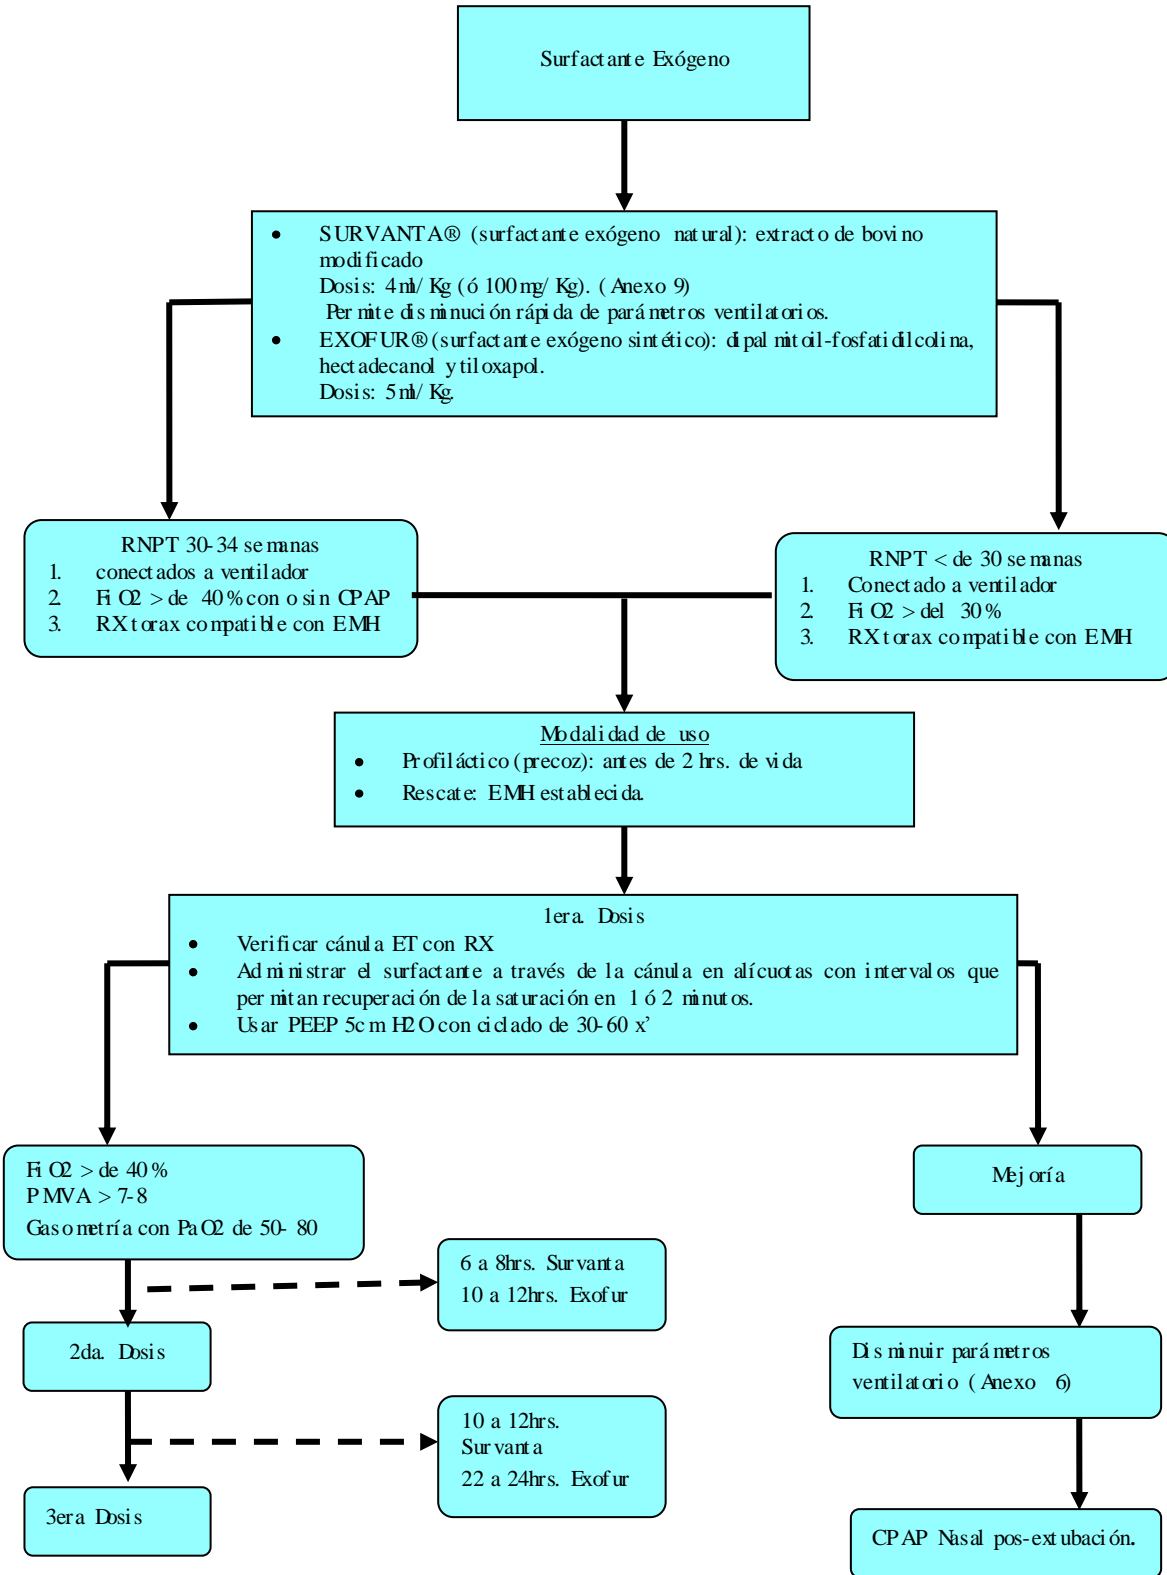 Surfactante Exógeno
• SURVANTA® (surfactante exógeno natural): extracto de bovino
modificado
Dosis: 4ml/Kg (ó 100mg/Kg). (Anexo 9)
Permite disminución rápida de parámetros ventilatorios.
• EXOFUR® (surfactante exógeno sintético): dipalmitoil-fosfatidilcolina,
hectadecanol y tiloxapol.
Dosis: 5ml/Kg.
RNPT 30-34 semanas
1. conectados a ventilador
2. FiO2 > de 40% con o sin CPAP
3. RX torax compatible con EMH
RNPT < de 30 semanas
1. Conectado a ventilador
2. FiO2 > del 30%
3. RX torax compatible con EMH
Modalidad de uso
• Profiláctico (precoz): antes de 2 hrs. de vida
• Rescate: EMH establecida.
1era. Dosis
• Verificar cánula ET con RX
• Administrar el surfactante a través de la cánula en alícuotas con intervalos que
permitan recuperación de la saturación en 1 ó 2 minutos.
• Usar PEEP 5cm H2O con ciclado de 30-60 x’
FiO2 > de 40%
PMVA > 7-8
Gasometría con PaO2 de 50- 80
Mejoría
6 a 8hrs. Survanta
10 a 12hrs. Exofur
2da. Dosis
Disminuir parámetros
ventilatorio (Anexo 6)
10 a 12hrs.
Survanta
22 a 24hrs. Exofur
3era Dosis
CPAP Nasal pos-extubación.